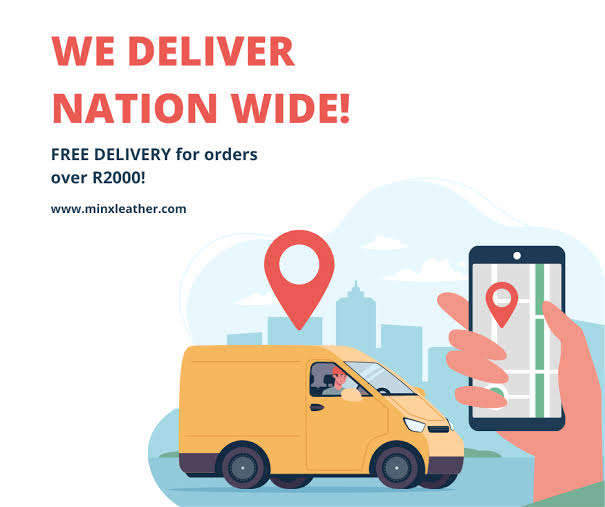 WE DELIVER
NATION WIDE!
FREE DELIVERY for orders
over R2000!
www.minxleather.com